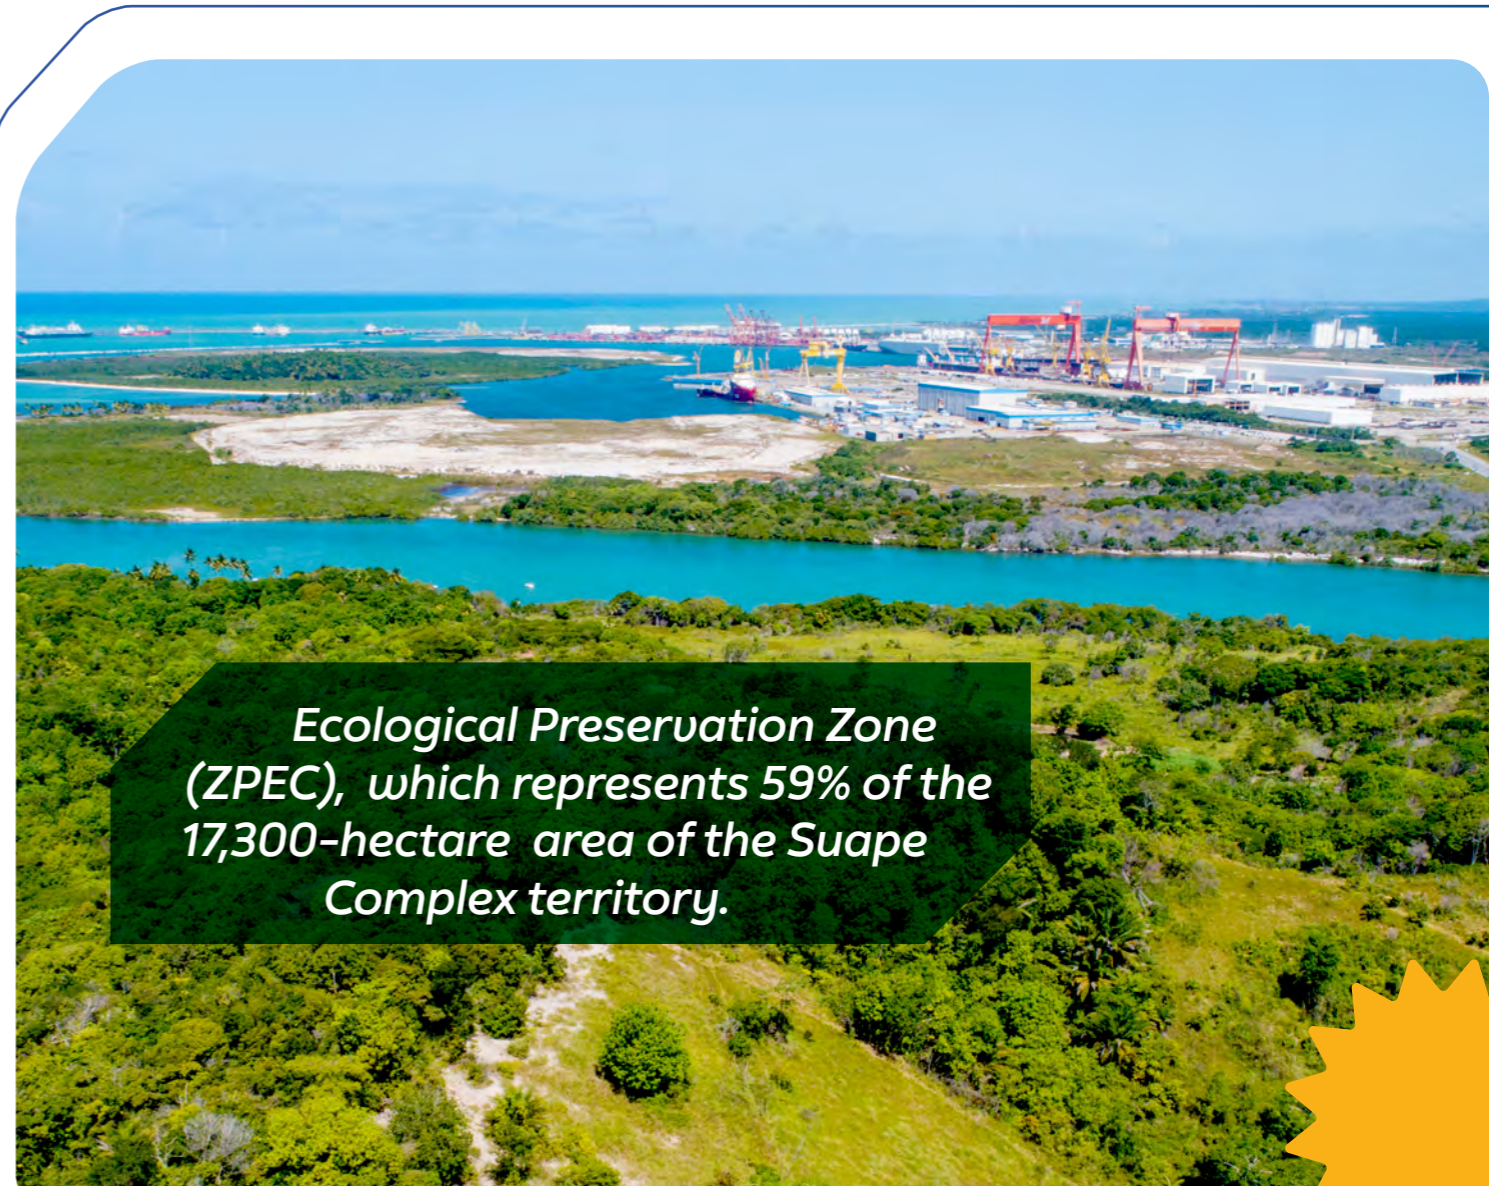 Ecological Preservation Zone
(ZPEC), which represents 59% of the
17,300-hectare area of the Suape
Complex territory.